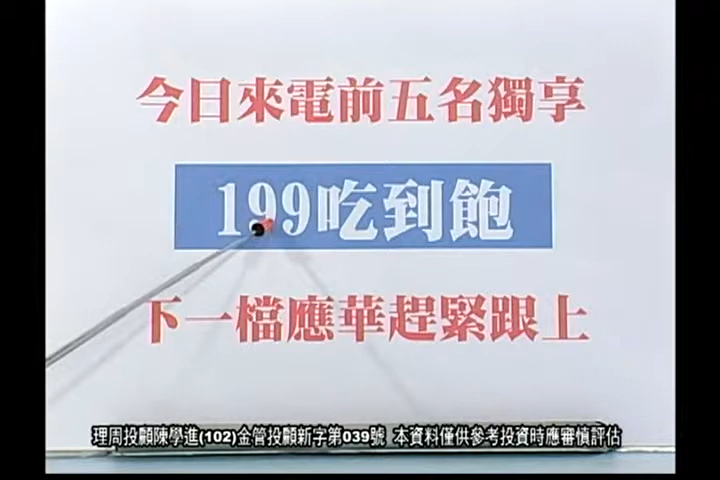 今日來電前五名獨享
199吃到飽
下一檔應華趕緊跟上
理周投顧陳學進(102)金管投顧新字第039號 本資料僅供參考投資時應審慎評估